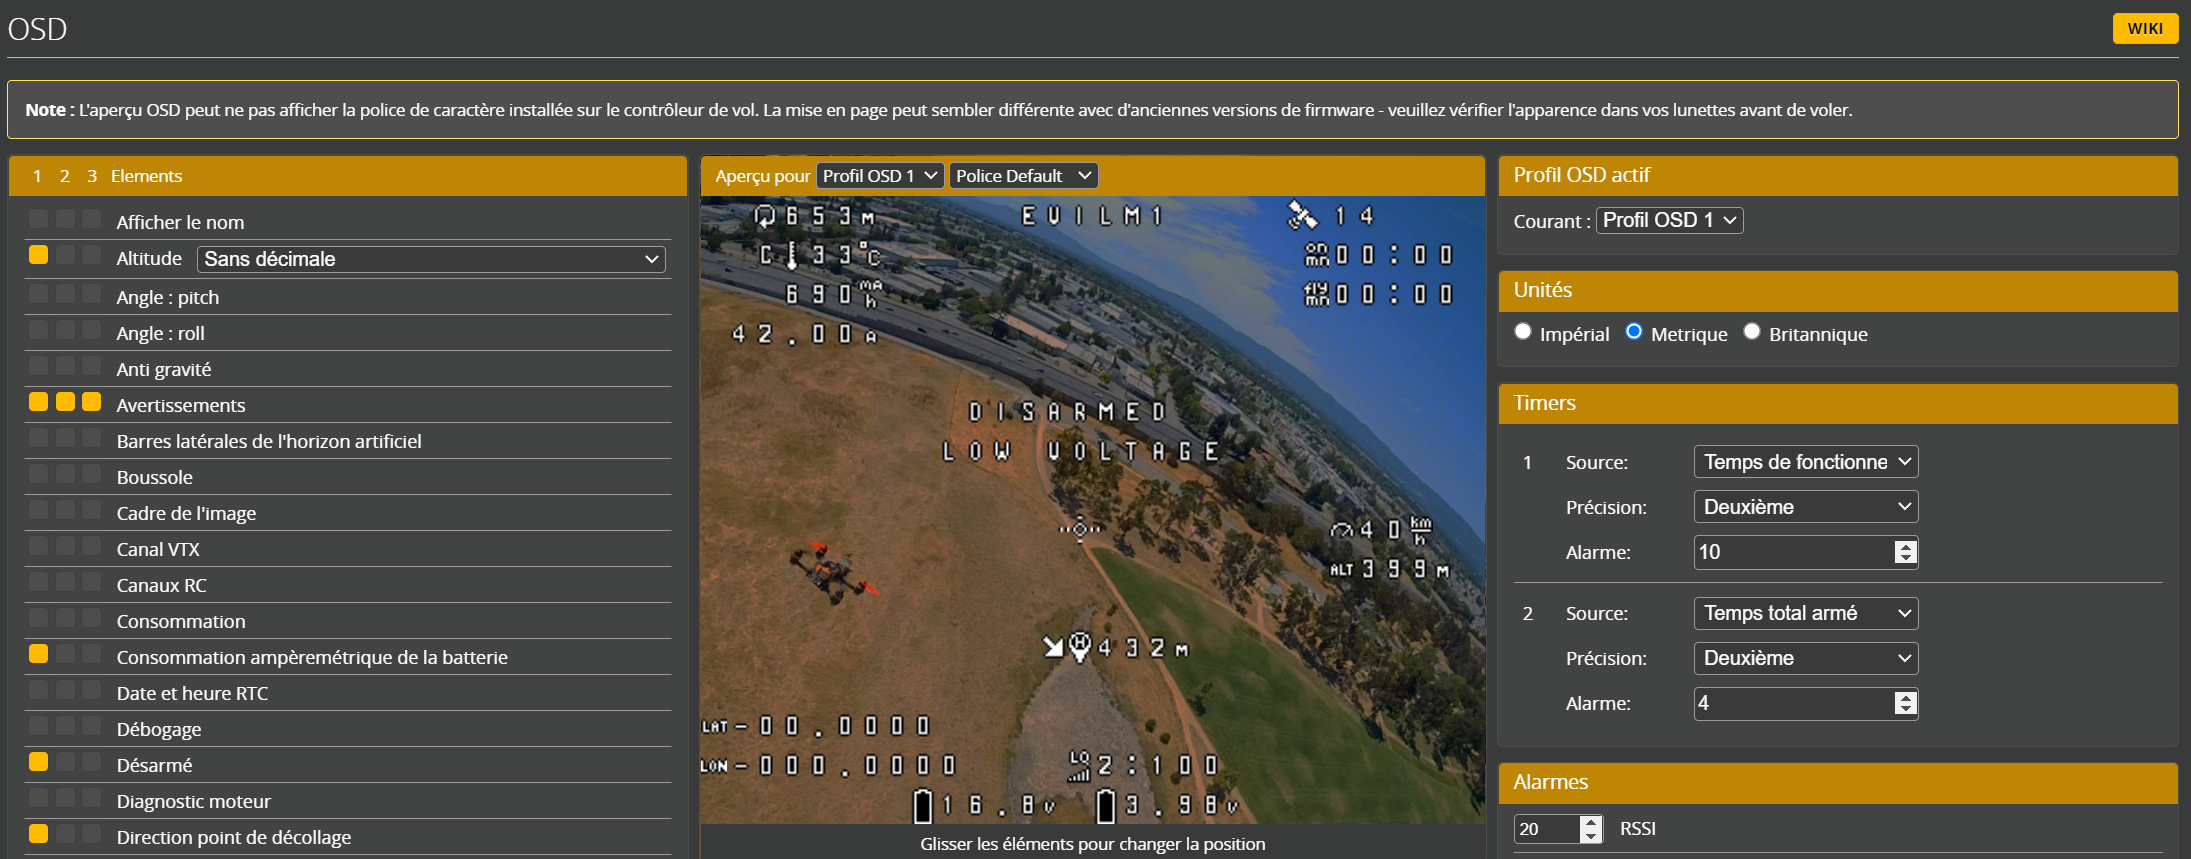 OSD
WIKI
Note : L'aperçu OSD peut ne pas afficher la police de caractère installée sur le contrôleur de vol. La mise en page peut sembler différente avec d'anciennes versions de firmware - veuillez vérifier l'apparence dans vos lunettes avant de voler.
1 2 3 Elements
Afficher le nom
Altitude Sans décimale
Angle : pitch
Angle : roll
Anti gravité
Avertissements
Barres latérales de l'horizon artificiel
Boussole
Cadre de l'image
Canal VTX
Canaux RC
Consommation
Consommation ampèremétrique de la batterie
Date et heure RTC
Débogage
Désarmé
Diagnostic moteur
Direction point de décollage
Aperçu pour Profil OSD 1 Police Default
653M EVILM1 14
C 33°C on mn 00:00
690 mA h fly mn 00:00
42.00A
DISARMED
LOW VOLTAGE
40 km h
ALT 399M
H 432M
LAT -00.0000
LON -000.0000 LQ 2:100
16.8V 3.98V
Glisser les éléments pour changer la position
Profil OSD actif
Courant : Profil OSD 1
Unités
Impérial Metrique Britannique
Timers
1 Source: Temps de fonctionne
Précision: Deuxième
Alarme: 10
2 Source: Temps total armé
Précision: Deuxième
Alarme: 4
Alarmes
20 RSSI